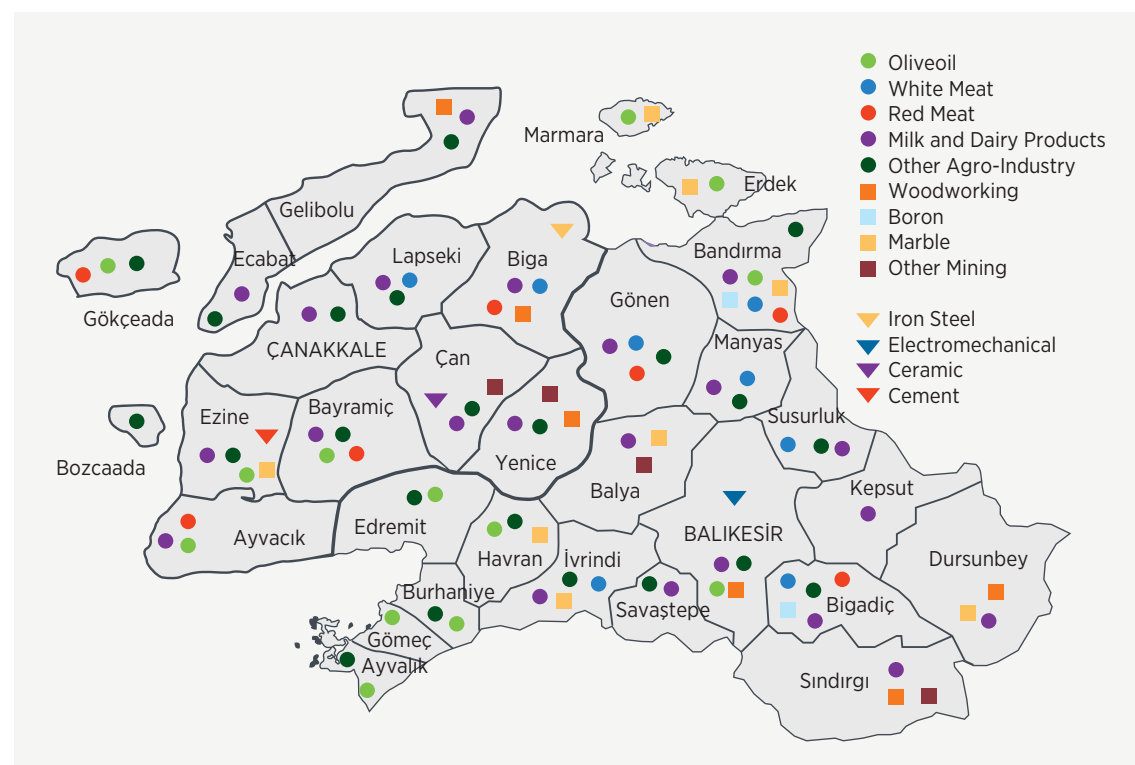 Oliveoil
White Meat
Red Meat
Milk and Dairy Products
Other Agro-Industry
Woodworking
Boron
Marble
Other Mining
Iron Steel
Electromechanical
Ceramic
Cement
Marmara
Erdek
Gelibolu
Ecabat
Lapseki
Biga
Bandırma
Gökçeada
Gönen
ÇANAKKALE
Çan
Manyas
Ezine
Bayramiç
Susurluk
Bozcaada
Yenice
Balya
Kepsut
Ayvacık
Edremit
BALIKESİR
Havran
İvrindi
Dursunbey
Burhaniye
Savaştepe
Bigadiç
Gömeç
Ayvalık
Sındırgı